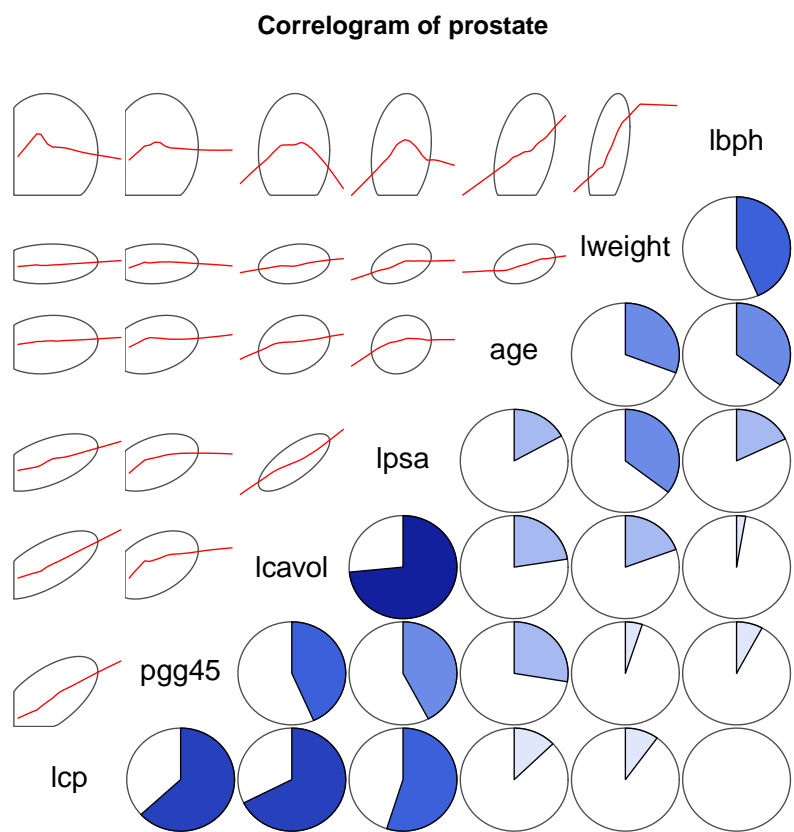 Correlogram of prostate
lbph
lweight
age
lpsa
lcavol
pgg45
lcp